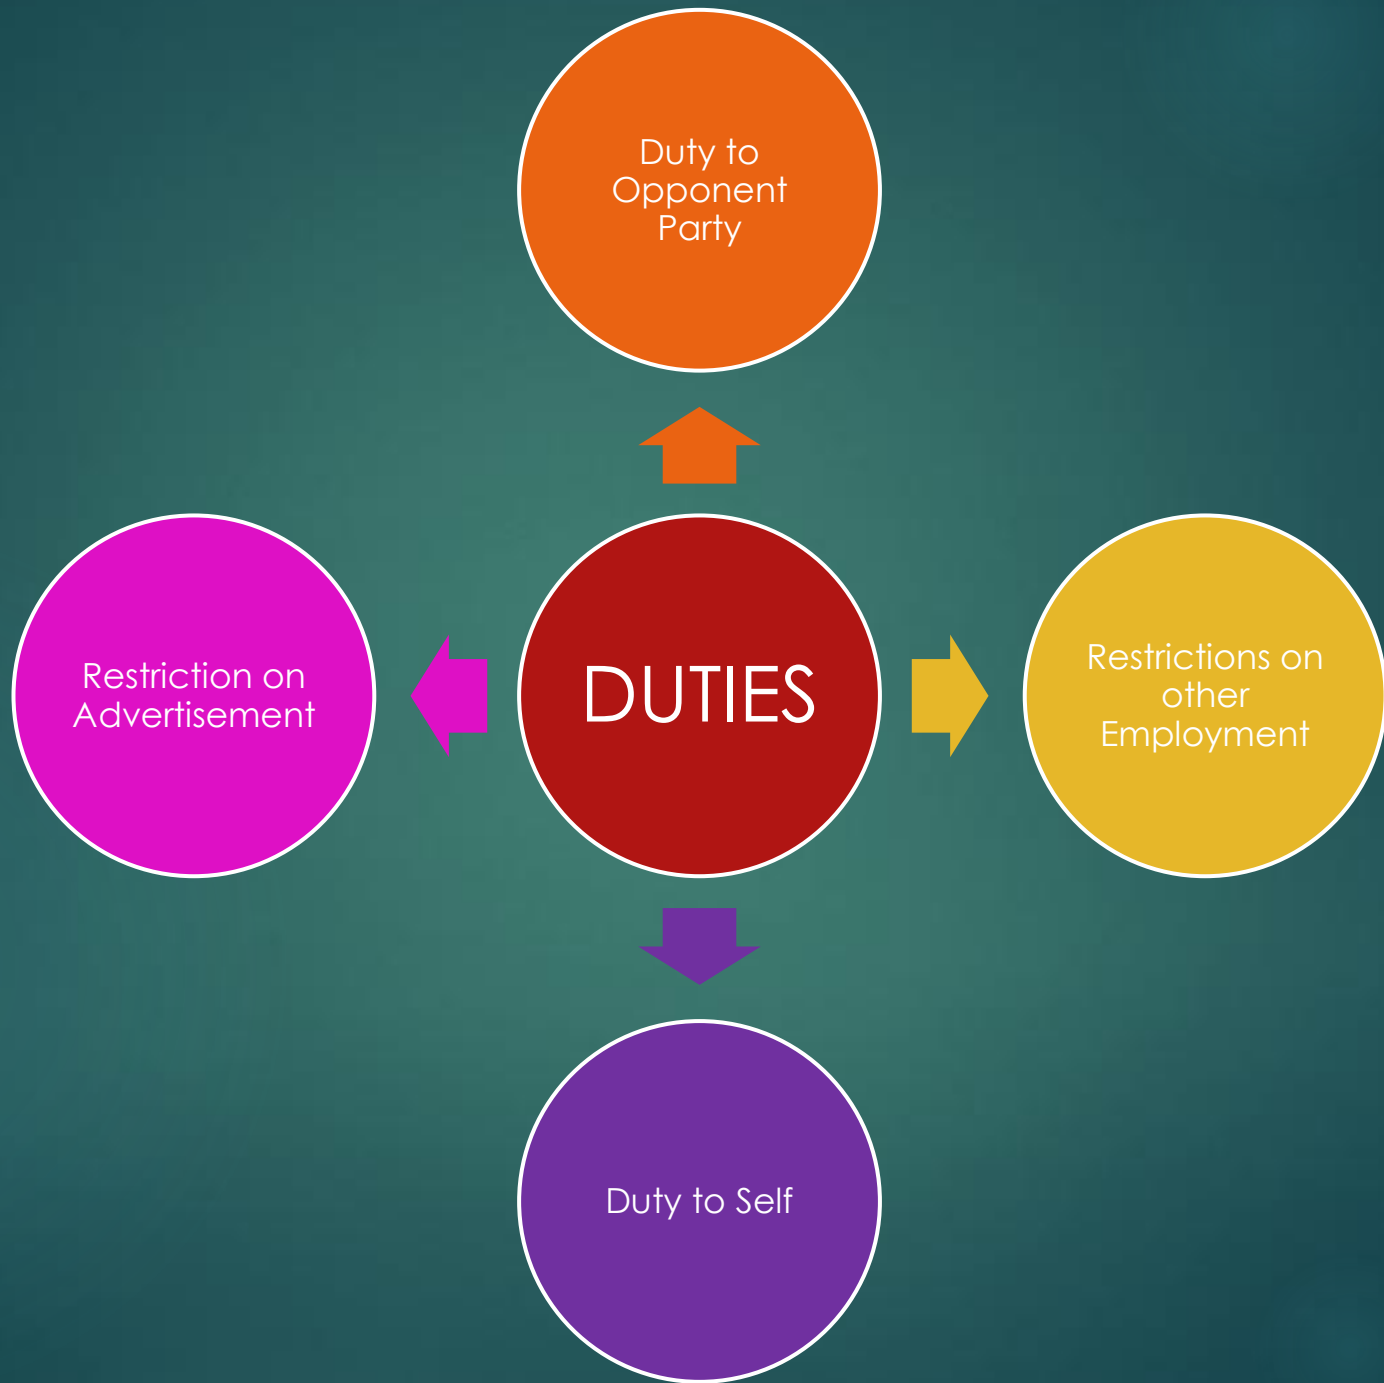 Duty to
Opponent
Party
Restriction on
Advertisement
DUTIES
Restrictions on
other
Employment
Duty to Self